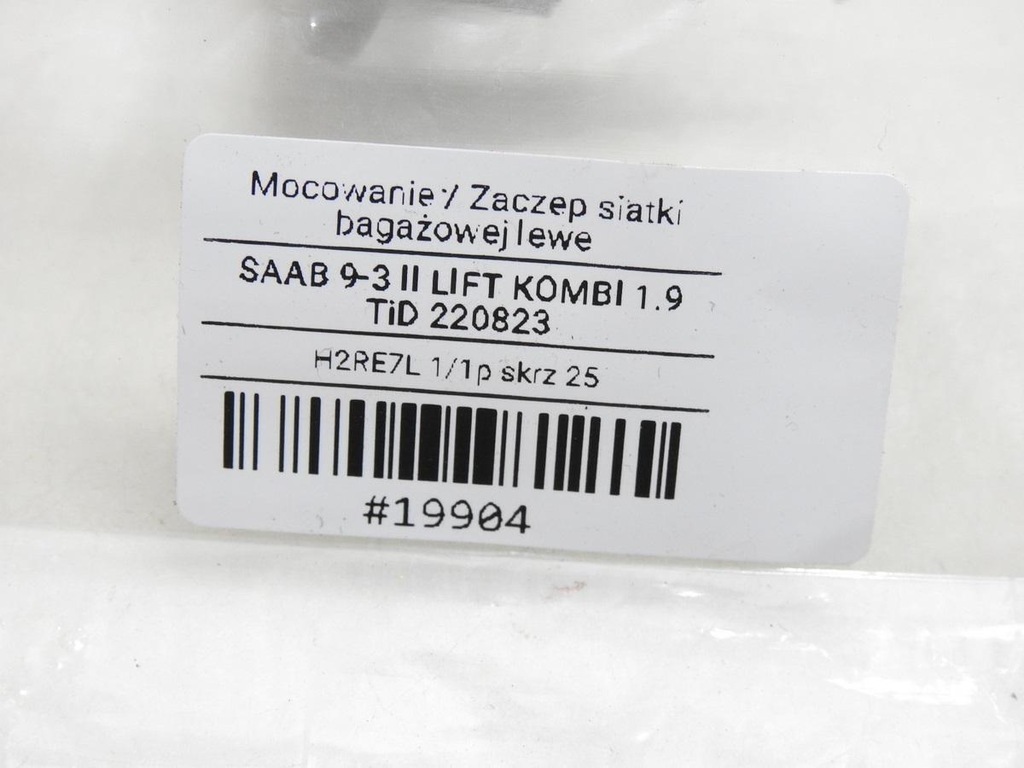 Mocowanie / Zaczep siatki
bagażowej lewe
SAAB 9-3 II LIFT KOMBI 1.9
TiD 220823
H2RE7L 1/1p skrz 25
#19904